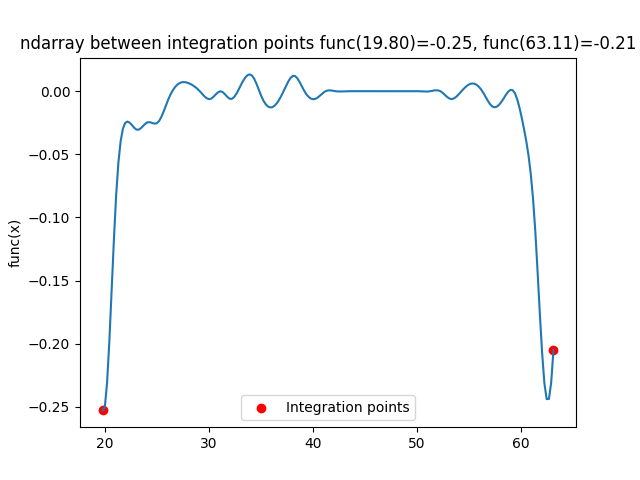 ndarray between integration points func(19.80)=-0.25, func(63.11)=-0.21
0.00
−0.05
−0.10
−0.15
−0.20
−0.25
func(x)
Integration points
20 30 40 50 60